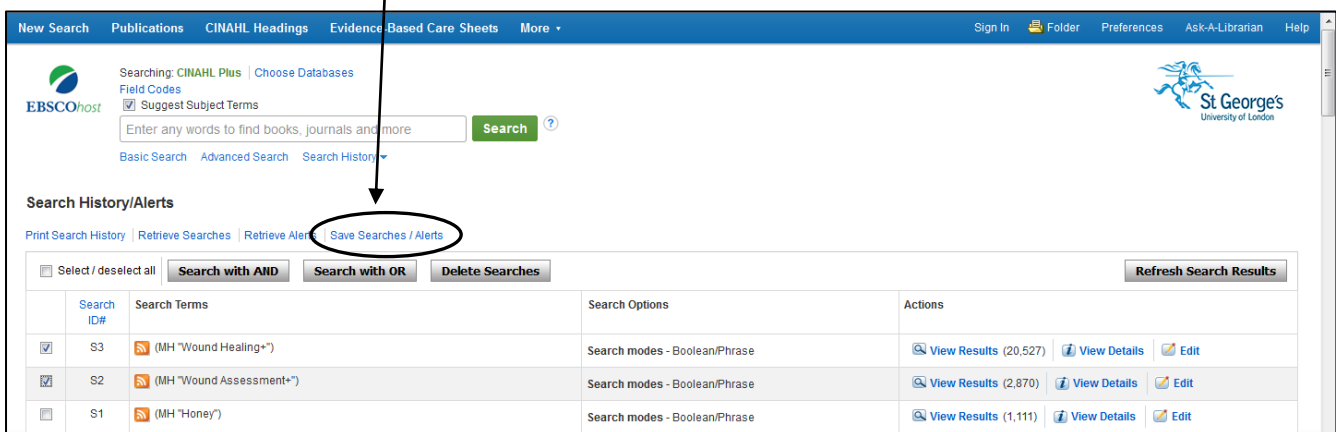 New Search Publications CINAHL Headings Evidence-Based Care Sheets More Sign In Folder Preferences Ask-A-Librarian Help
Searching: CINAHL Plus Choose Databases
Field Codes
Suggest Subject Terms
EBSCOhost
St George's
University of London
Enter any words to find books, journals and more Search ?
Basic Search Advanced Search Search History
Search History/Alerts
Print Search History Retrieve Searches Retrieve Alerts Save Searches / Alerts
Select / deselect all Search with AND Search with OR Delete Searches Refresh Search Results
Search ID# Search Terms Search Options Actions
S3 (MH "Wound Healing+") Search modes - Boolean/Phrase View Results (20,527) View Details Edit
S2 (MH "Wound Assessment+") Search modes - Boolean/Phrase View Results (2,870) View Details Edit
S1 (MH "Honey") Search modes - Boolean/Phrase View Results (1,111) View Details Edit